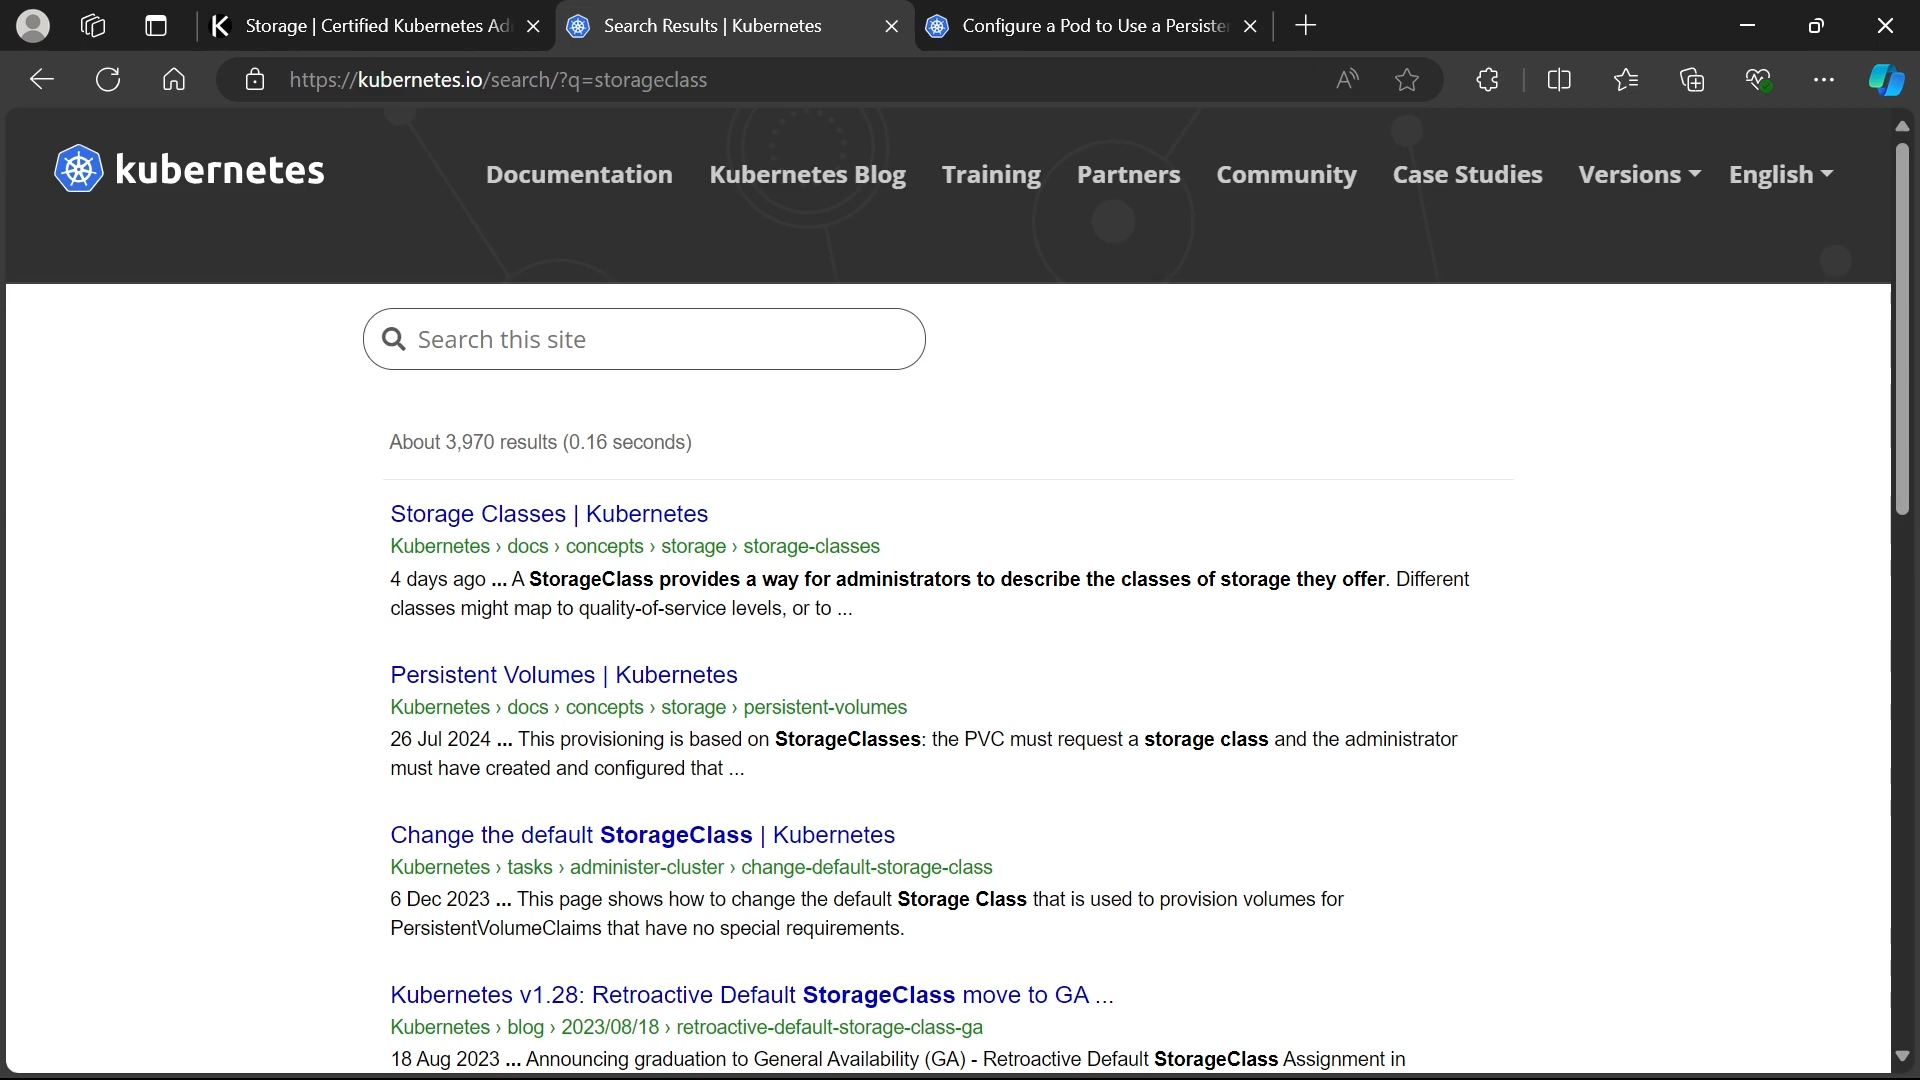 Storage | Certified Kubernetes Ad
Search Results | Kubernetes
Configure a Pod to Use a Persiste
https://kubernetes.io/search/?q=storageclass
kubernetes
Documentation
Kubernetes Blog
Training
Partners
Community
Case Studies
Versions
English
Search this site
About 3,970 results (0.16 seconds)
Storage Classes | Kubernetes
Kubernetes › docs › concepts › storage › storage-classes
4 days ago ... A StorageClass provides a way for administrators to describe the classes of storage they offer. Different
classes might map to quality-of-service levels, or to ...
Persistent Volumes | Kubernetes
Kubernetes › docs › concepts › storage › persistent-volumes
26 Jul 2024 ... This provisioning is based on StorageClasses: the PVC must request a storage class and the administrator
must have created and configured that ...
Change the default StorageClass | Kubernetes
Kubernetes › tasks › administer-cluster › change-default-storage-class
6 Dec 2023 ... This page shows how to change the default Storage Class that is used to provision volumes for
PersistentVolumeClaims that have no special requirements.
Kubernetes v1.28: Retroactive Default StorageClass move to GA ...
Kubernetes › blog › 2023/08/18 › retroactive-default-storage-class-ga
18 Aug 2023 ... Announcing graduation to General Availability (GA) - Retroactive Default StorageClass Assignment in